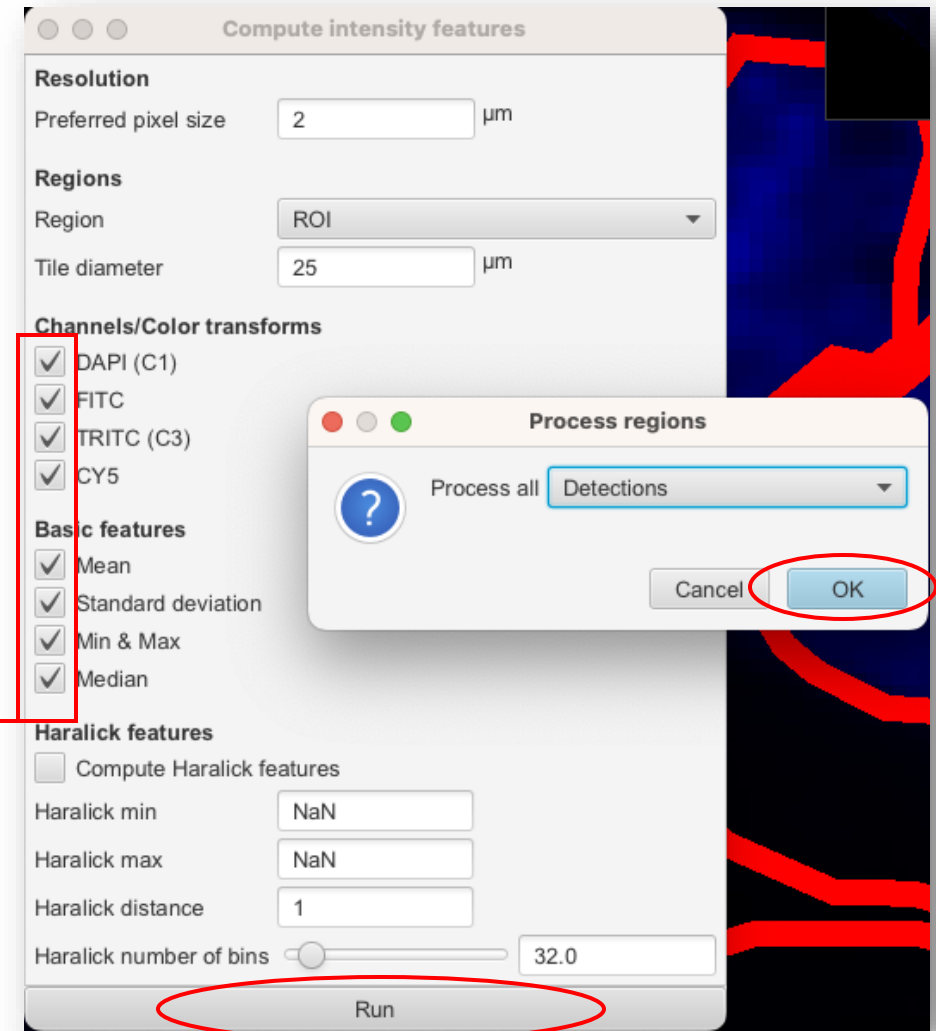 Compute intensity features
Resolution
Preferred pixel size 2 µm
Regions
Region ROI
Tile diameter 25 µm
Channels/Color transforms
DAPI (C1)
FITC
TRITC (C3)
CY5
Basic features
Mean
Standard deviation
Min & Max
Median
Haralick features
Compute Haralick features
Haralick min NaN
Haralick max NaN
Haralick distance 1
Haralick number of bins 32.0
Run
Process regions
? Process all Detections
Cancel OK